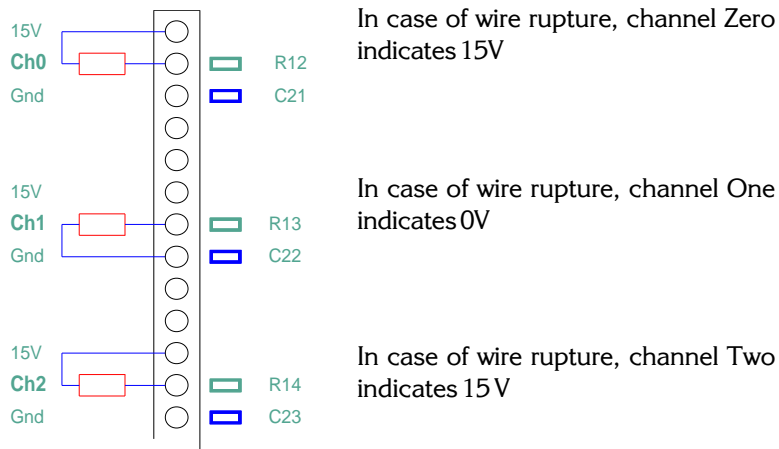 15V
Ch0
Gnd
R12
C21
In case of wire rupture, channel Zero
indicates 15V
15V
Ch1
Gnd
R13
C22
In case of wire rupture, channel One
indicates 0V
15V
Ch2
Gnd
R14
C23
In case of wire rupture, channel Two
indicates 15V